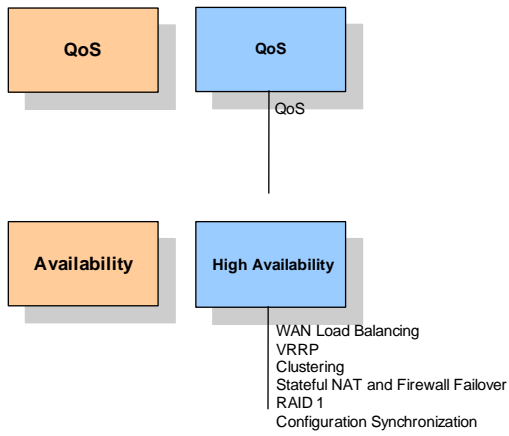 QoS
QoS
QoS
Availability
High Availability
WAN Load Balancing
VRRP
Clustering
Stateful NAT and Firewall Failover
RAID 1
Configuration Synchronization